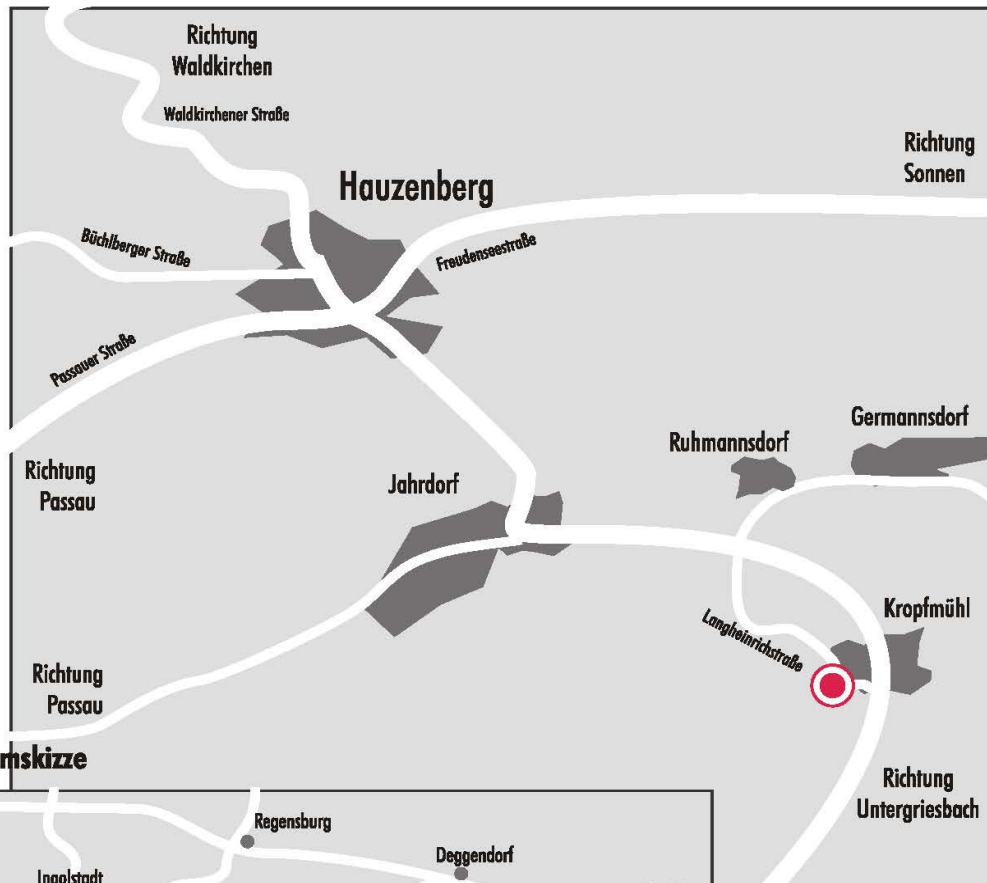 Richtung
Waldkirchen
Waldkirchener Straße
Richtung
Sonnen
Hauzenberg
Büchlberger Straße
Freudenseestraße
Passauer Straße
Germannsdorf
Ruhmannsdorf
Richtung
Passau
Jahrdorf
Kropfmühl
Langheinrichstraße
Richtung
Passau
mskizze
Richtung
Untergriesbach
Regensburg
Deggendorf
Ingolstadt